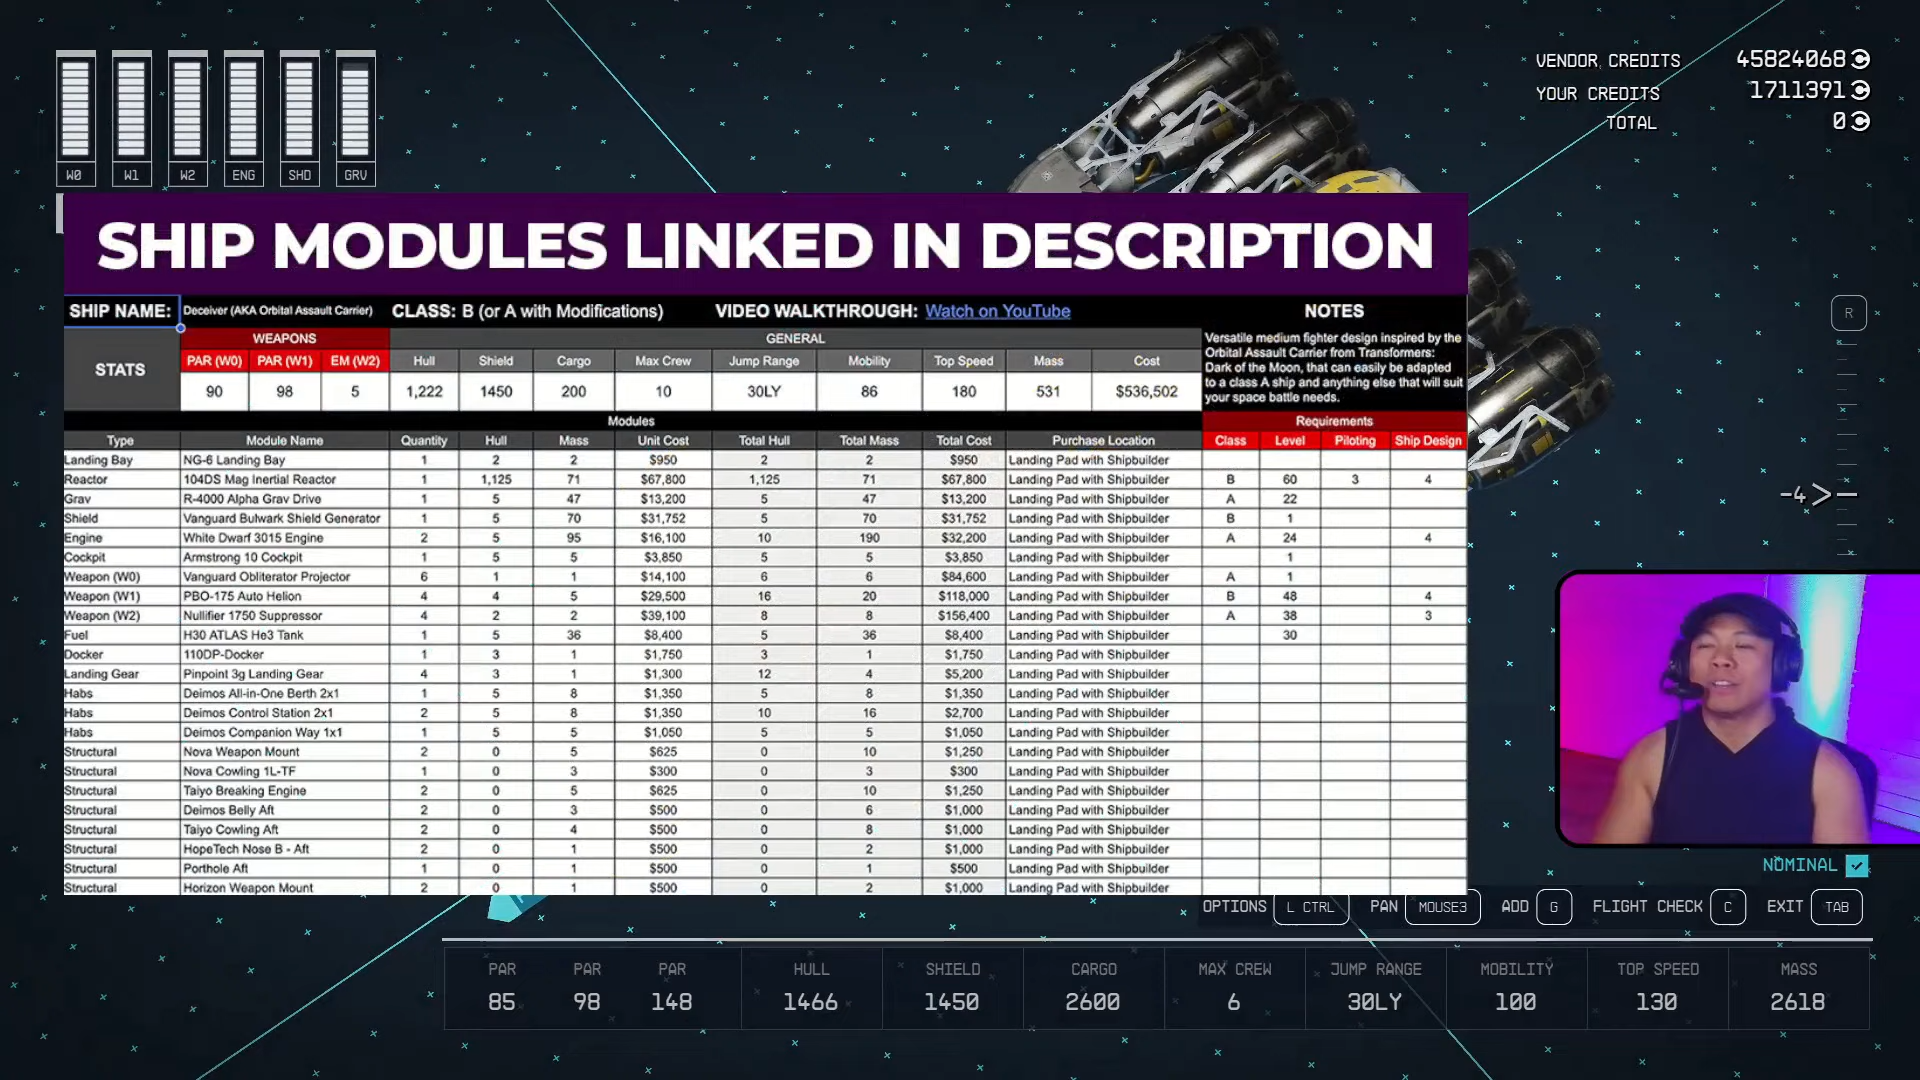 VENDOR CREDITS 45824068
YOUR CREDITS 1711391
TOTAL 0
W0 W1 W2 ENG SHD GRV
SHIP MODULES LINKED IN DESCRIPTION
SHIP NAME: Deceiver (AKA Orbital Assault Carrier) CLASS: B (or A with Modifications) VIDEO WALKTHROUGH: Watch on YouTube NOTES
R
STATS WEAPONS GENERAL
PAR (W0) PAR (W1) EM (W2) Hull Shield Cargo Max Crew Jump Range Mobility Top Speed Mass Cost
90 98 5 1,222 1450 200 10 30LY 86 180 531 $536,502
Versatile medium fighter design inspired by the
Orbital Assault Carrier from Transformers:
Dark of the Moon, that can easily be adapted
to a class A ship and anything else that will suit
your space battle needs.
Modules Requirements
Type Module Name Quantity Hull Mass Unit Cost Total Hull Total Mass Total Cost Purchase Location Class Level Piloting Ship Design
Landing Bay NG-6 Landing Bay 1 2 2 $950 2 2 $950 Landing Pad with Shipbuilder
Reactor 104DS Mag Inertial Reactor 1 1,125 71 $67,800 1,125 71 $67,800 Landing Pad with Shipbuilder B 60 3 4
Grav R-4000 Alpha Grav Drive 1 5 47 $13,200 5 47 $13,200 Landing Pad with Shipbuilder A 22
-4
Shield Vanguard Bulwark Shield Generator 1 5 70 $31,752 5 70 $31,752 Landing Pad with Shipbuilder B 1
Engine White Dwarf 3015 Engine 2 5 95 $16,100 10 190 $32,200 Landing Pad with Shipbuilder A 24 4
Cockpit Armstrong 10 Cockpit 1 5 5 $3,850 5 5 $3,850 Landing Pad with Shipbuilder 1
Weapon (W0) Vanguard Obliterator Projector 6 1 1 $14,100 6 6 $84,600 Landing Pad with Shipbuilder A 1
Weapon (W1) PBO-175 Auto Helion 4 4 5 $29,500 16 20 $118,000 Landing Pad with Shipbuilder B 48 4
Weapon (W2) Nullifier 1750 Suppressor 4 2 2 $39,100 8 8 $156,400 Landing Pad with Shipbuilder A 38 3
Fuel H30 ATLAS He3 Tank 1 5 36 $8,400 5 36 $8,400 Landing Pad with Shipbuilder 30
Docker 110DP-Docker 1 3 1 $1,750 3 1 $1,750 Landing Pad with Shipbuilder
Landing Gear Pinpoint 3g Landing Gear 4 3 1 $1,300 12 4 $5,200 Landing Pad with Shipbuilder
Habs Deimos All-in-One Berth 2x1 1 5 8 $1,350 5 8 $1,350 Landing Pad with Shipbuilder
Habs Deimos Control Station 2x1 2 5 8 $1,350 10 16 $2,700 Landing Pad with Shipbuilder
Habs Deimos Companion Way 1x1 1 5 5 $1,050 5 5 $1,050 Landing Pad with Shipbuilder
Structural Nova Weapon Mount 2 0 5 $625 0 10 $1,250 Landing Pad with Shipbuilder
Structural Nova Cowling 1L-TF 1 0 3 $300 0 3 $300 Landing Pad with Shipbuilder
Structural Taiyo Breaking Engine 2 0 5 $625 0 10 $1,250 Landing Pad with Shipbuilder
Structural Deimos Belly Aft 2 0 3 $500 0 6 $1,000 Landing Pad with Shipbuilder
Structural Taiyo Cowling Aft 2 0 4 $500 0 8 $1,000 Landing Pad with Shipbuilder
Structural HopeTech Nose B - Aft 2 0 1 $500 0 2 $1,000 Landing Pad with Shipbuilder
Structural Porthole Aft 1 0 1 $500 0 1 $500 Landing Pad with Shipbuilder
Structural Horizon Weapon Mount 2 0 1 $500 0 2 $1,000 Landing Pad with Shipbuilder
NOMINAL
OPTIONS L CTRL PAN MOUSE3 ADD G FLIGHT CHECK C EXIT TAB
PAR PAR PAR HULL SHIELD CARGO MAX CREW JUMP RANGE MOBILITY TOP SPEED MASS
85 98 148 1466 1450 2600 6 30LY 100 130 2618